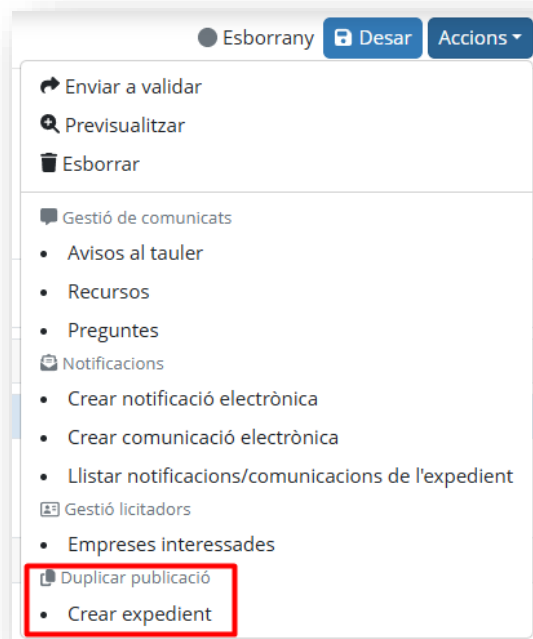 Esborrany Desar Accions
Enviar a validar
Previsualitzar
Esborrar
Gestió de comunicats
• Avisos al tauler
• Recursos
• Preguntes
Notificacions
• Crear notificació electrònica
• Crear comunicació electrònica
• Llistar notificacions/comunicacions de l'expedient
Gestió licitadors
• Empreses interessades
Duplicar publicació
• Crear expedient